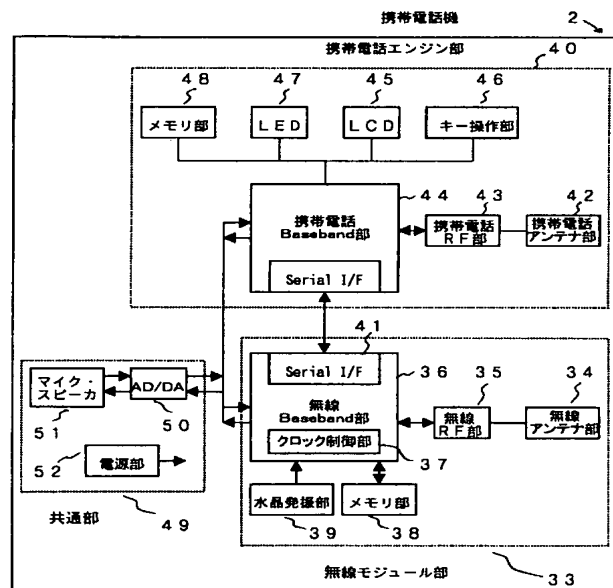 携帯電話機
2
携帯電話エンジン部
40
48
47
45
46
メモリ部
LED
LCD
キー操作部
44
43
42
携帯電話
Baseband部
携帯電話
RF部
携帯電話
アンテナ部
Serial I/F
41
Serial I/F
36
35
34
マイク・
スピーカ
AD/DA
無線
Baseband部
無線
RF部
無線
アンテナ部
51
50
クロック制御部
37
52
電源部
水晶発振部
メモリ部
39
38
共通部
49
無線モジュール部
33